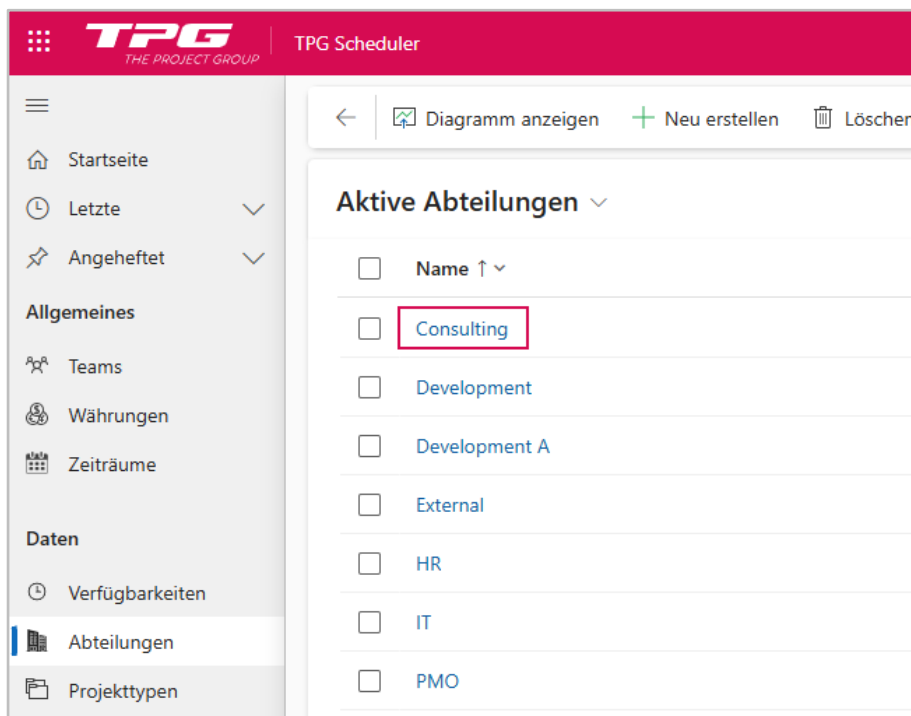 TPG
THE PROJECT GROUP
TPG Scheduler
Diagramm anzeigen
Neu erstellen
Löschen
Startseite
Letzte
Angeheftet
Allgemeines
Teams
Währungen
Zeiträume
Daten
Verfügbarkeiten
Abteilungen
Projekttypen
Aktive Abteilungen
Name
Consulting
Development
Development A
External
HR
IT
PMO